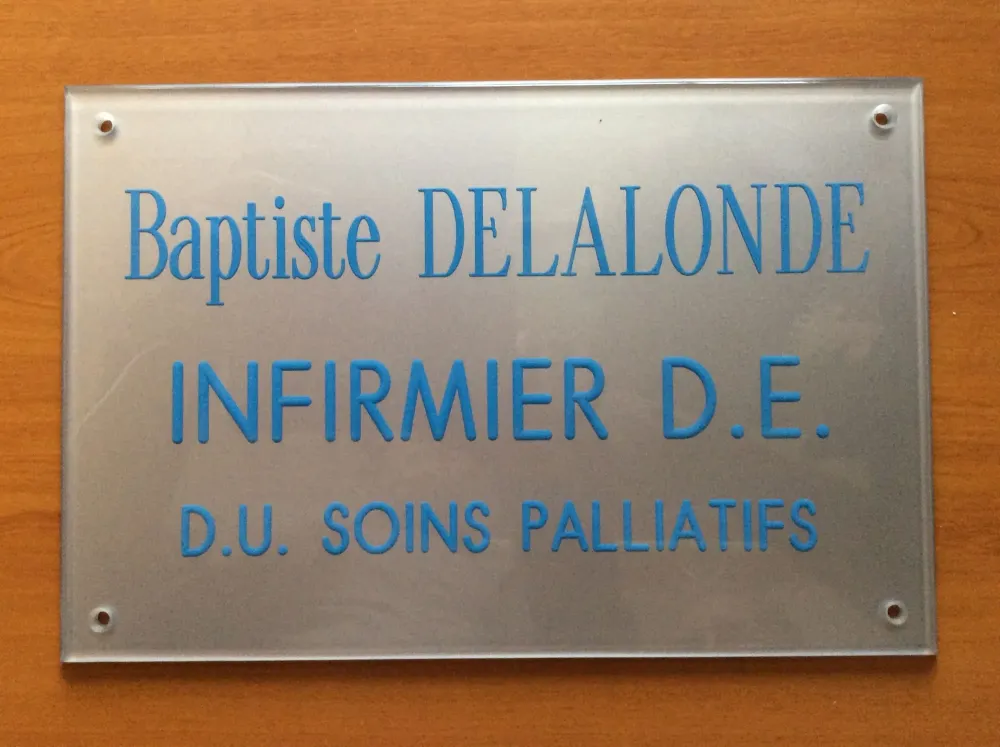 Baptiste DELALONDE
INFIRMIER D.E.
D.U. SOINS PALLIATIFS